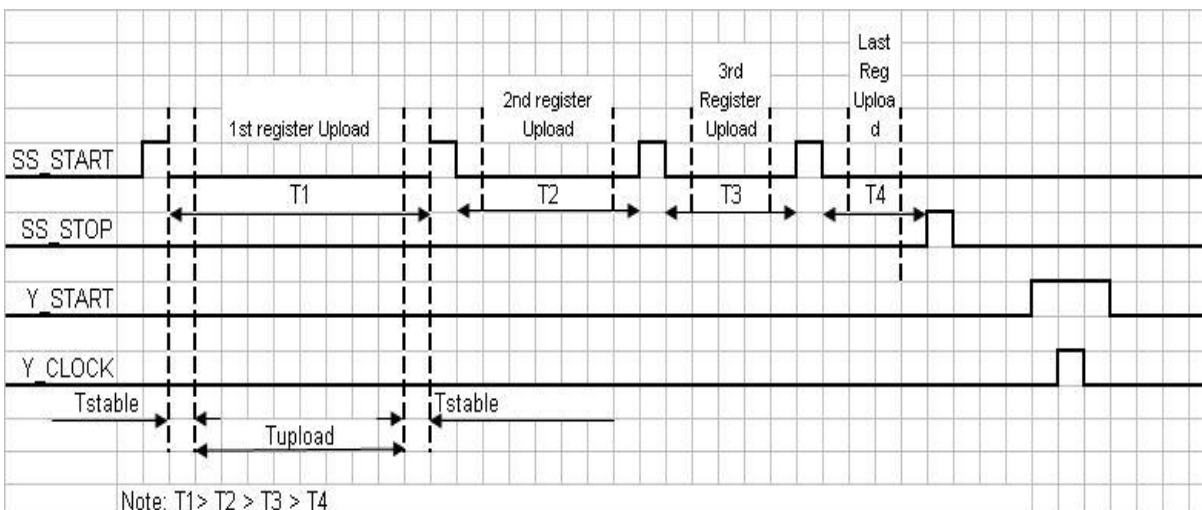 Last
Reg
Uploa
d
3rd
Register
Upload
2nd register
Upload
1st register Upload
SS_START
T1
T2
T3
T4
SS_STOP
Y_START
Y_CLOCK
Tstable
Tstable
Tupload
Note: T1> T2 > T3 > T4